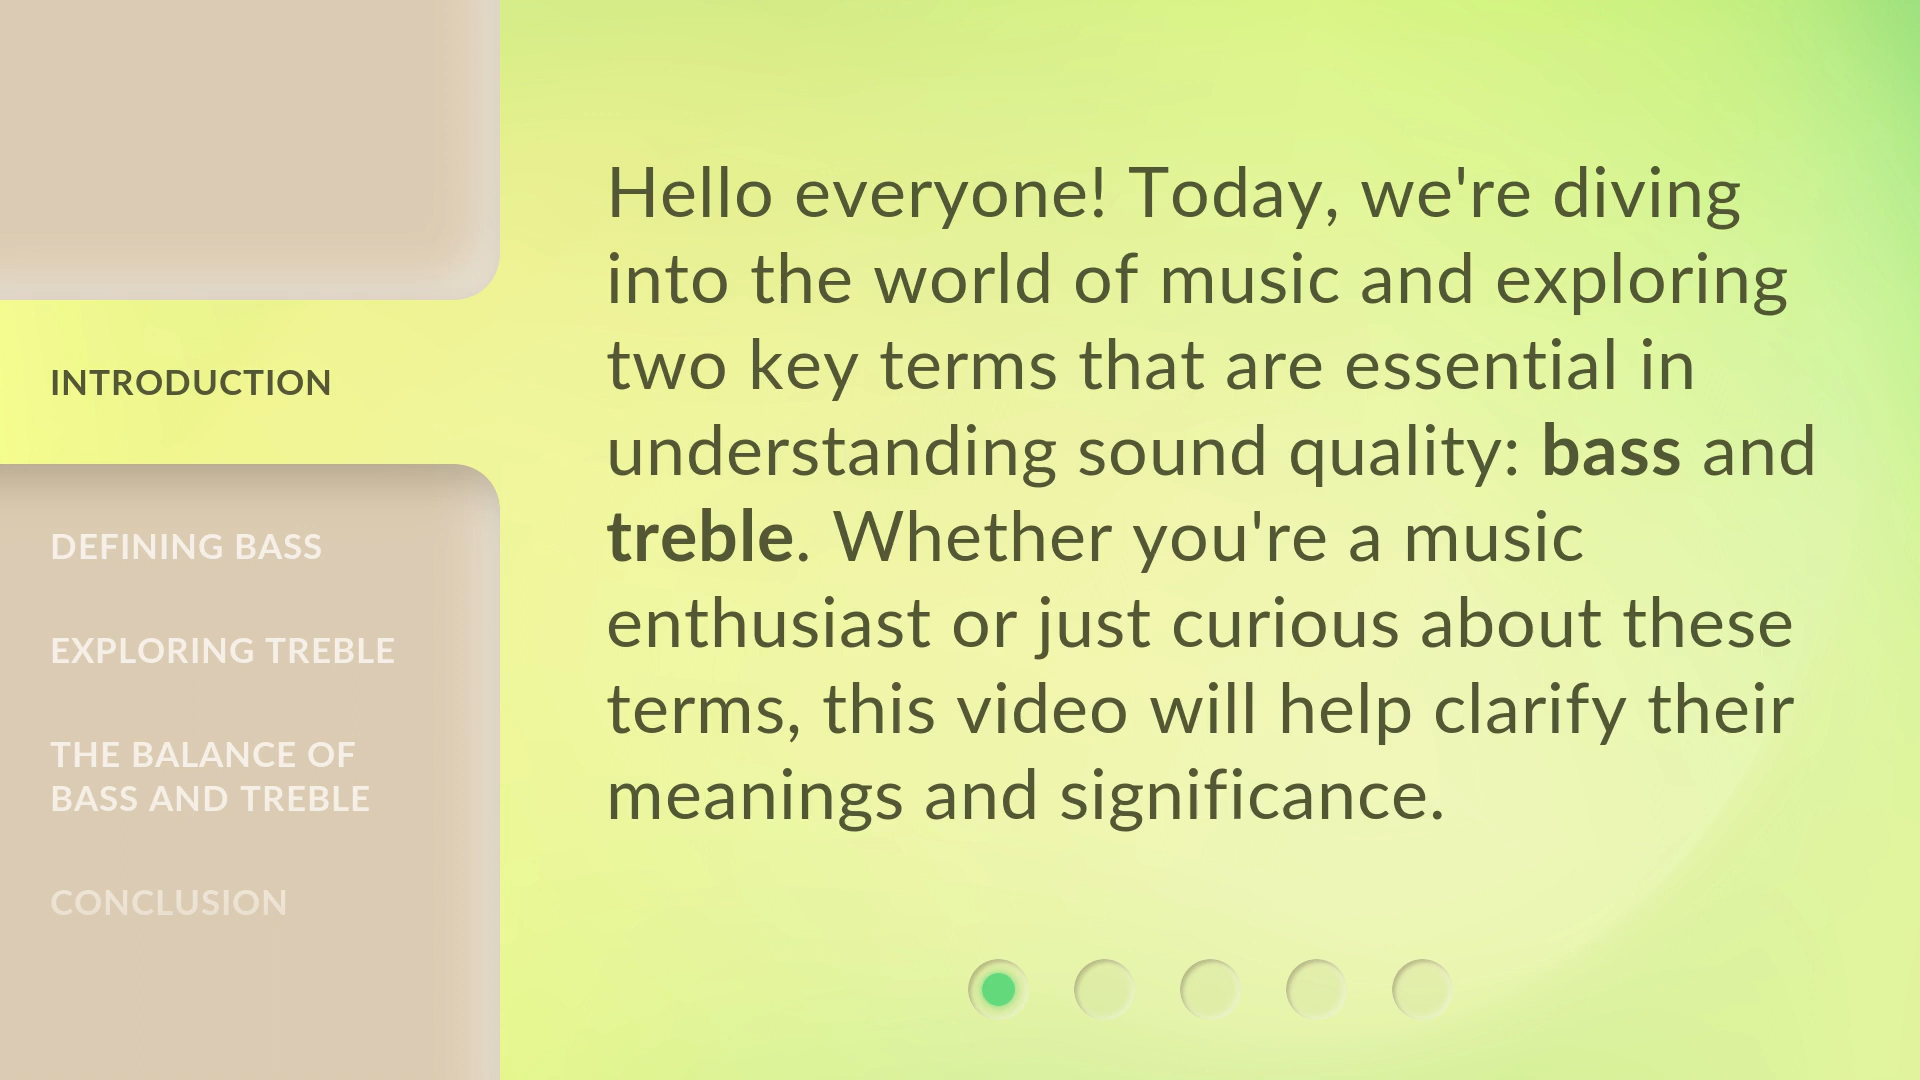 INTRODUCTION
DEFINING BASS
EXPLORING TREBLE
THE BALANCE OF
BASS AND TREBLE
CONCLUSION
Hello everyone! Today, we're diving
into the world of music and exploring
two key terms that are essential in
understanding sound quality: bass and
treble. Whether you're a music
enthusiast or just curious about these
terms, this video will help clarify their
meanings and significance.